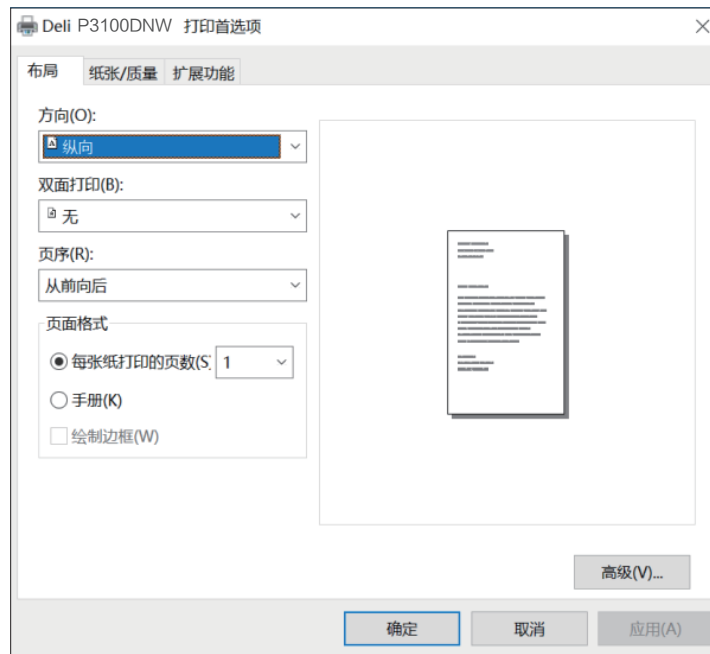 Deli P3100DNW 打印首选项
布局 纸张/质量 扩展功能
方向(O):
纵向
双面打印(B):
无
页序(R):
从前向后
页面格式
每张纸打印的页数(S 1
手册(K)
绘制边框(W)
高级(V)...
确定 取消 应用(A)